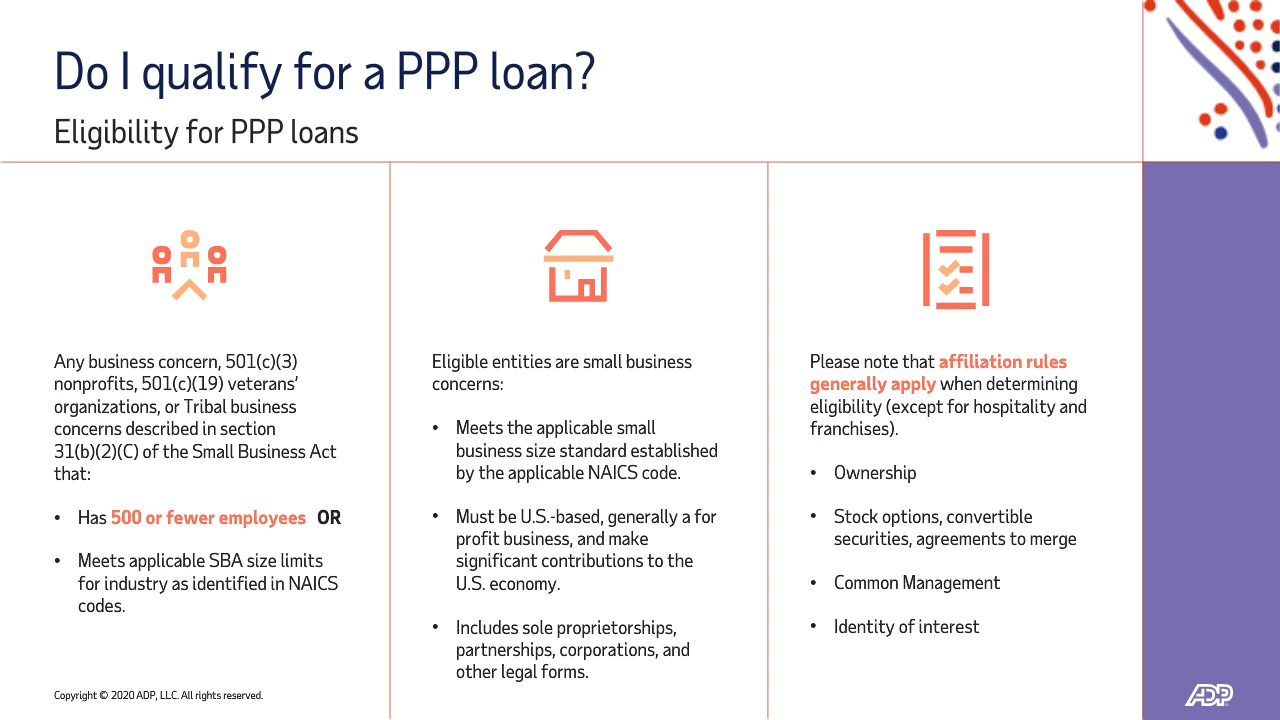 Do I qualify for a PPP loan?
Eligibility for PPP loans
Any business concern, 501(c)(3)
nonprofits, 501(c)(19) veterans’
organizations, or Tribal business
concerns described in section
31(b)(2)(C) of the Small Business Act
that:
• Has 500 or fewer employees OR
• Meets applicable SBA size limits
for industry as identified in NAICS
codes.
Eligible entities are small business
concerns:
• Meets the applicable small
business size standard established
by the applicable NAICS code.
• Must be U.S.-based, generally a for
profit business, and make
significant contributions to the
U.S. economy.
• Includes sole proprietorships,
partnerships, corporations, and
other legal forms.
Please note that affiliation rules
generally apply when determining
eligibility (except for hospitality and
franchises).
• Ownership
• Stock options, convertible
securities, agreements to merge
• Common Management
• Identity of interest
Copyright © 2020 ADP, LLC. All rights reserved.
ADP